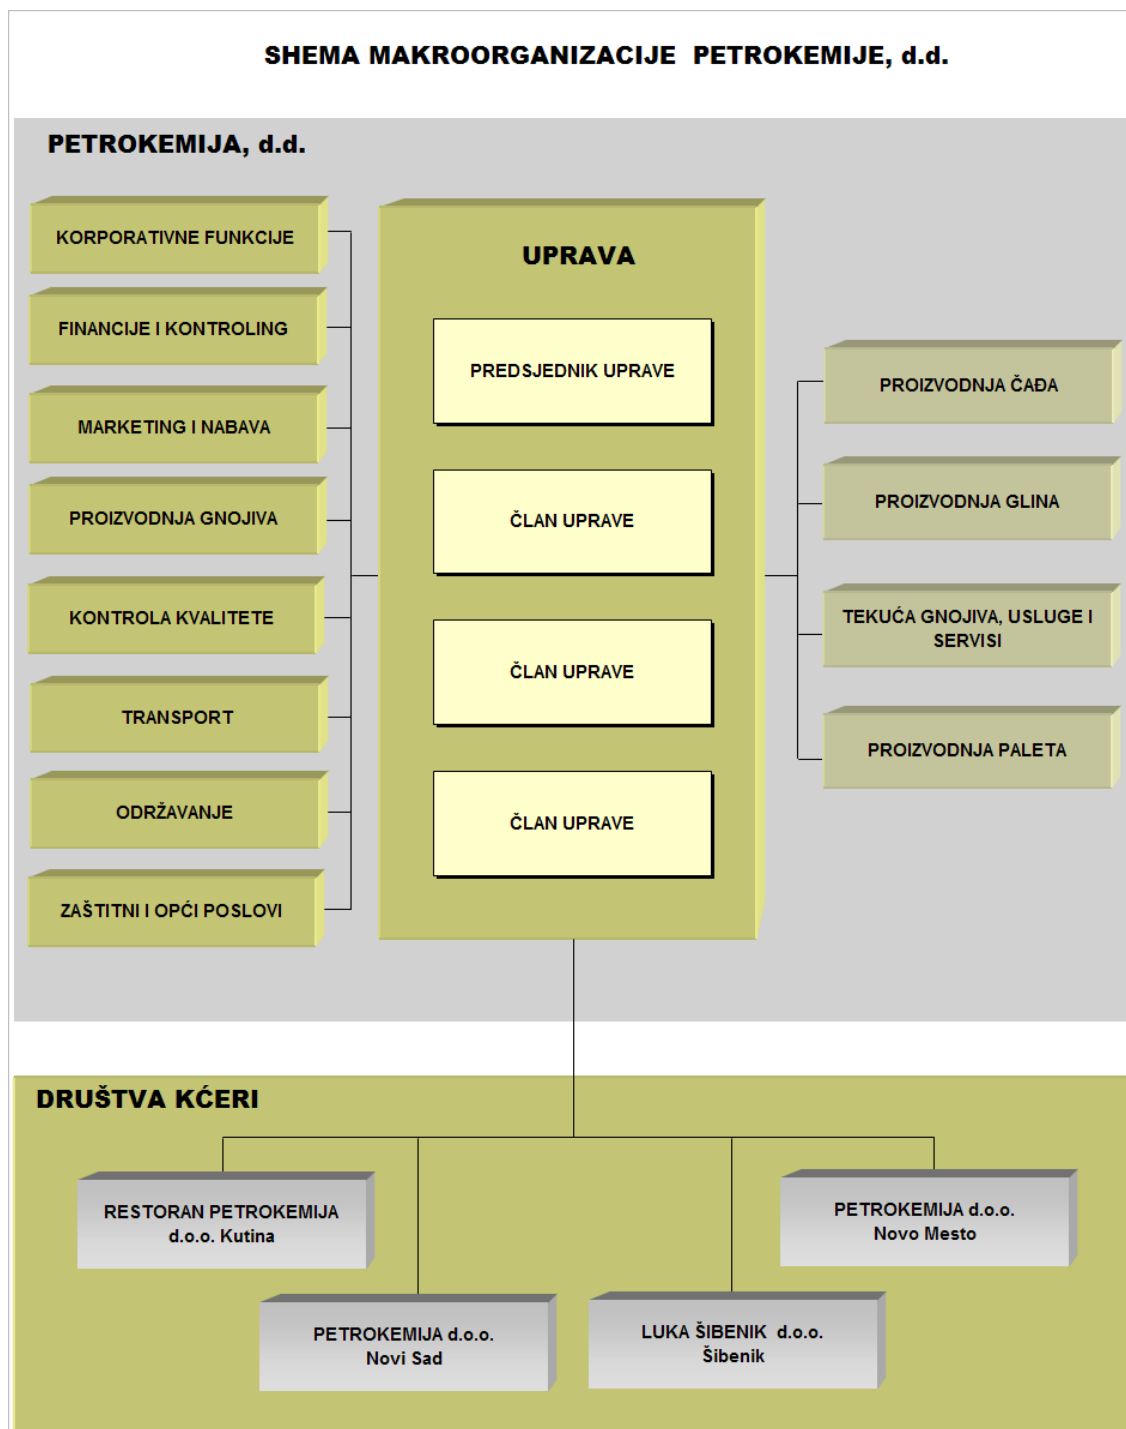 SHEMA MAKROORGANIZACIJE PETROKEMIJE, d.d.
PETROKEMIJA, d.d.
KORPORATIVNE FUNKCIJE
FINANCIJE I KONTROLING
MARKETING I NABAVA
PROIZVODNJA GNOJIVA
KONTROLA KVALITETE
TRANSPORT
ODRŽAVANJE
ZAŠTITNI I OPĆI POSLOVI
UPRAVA
PREDSJEDNIK UPRAVE
ČLAN UPRAVE
ČLAN UPRAVE
ČLAN UPRAVE
PROIZVODNJA ČAĐA
PROIZVODNJA GLINA
TEKUĆA GNOJIVA, USLUGE I
SERVISI
PROIZVODNJA PALETA
DRUŠTVA KĆERI
RESTORAN PETROKEMIJA
d.o.o. Kutina
PETROKEMIJA d.o.o.
Novi Sad
LUKA ŠIBENIK d.o.o.
Šibenik
PETROKEMIJA d.o.o.
Novo Mesto